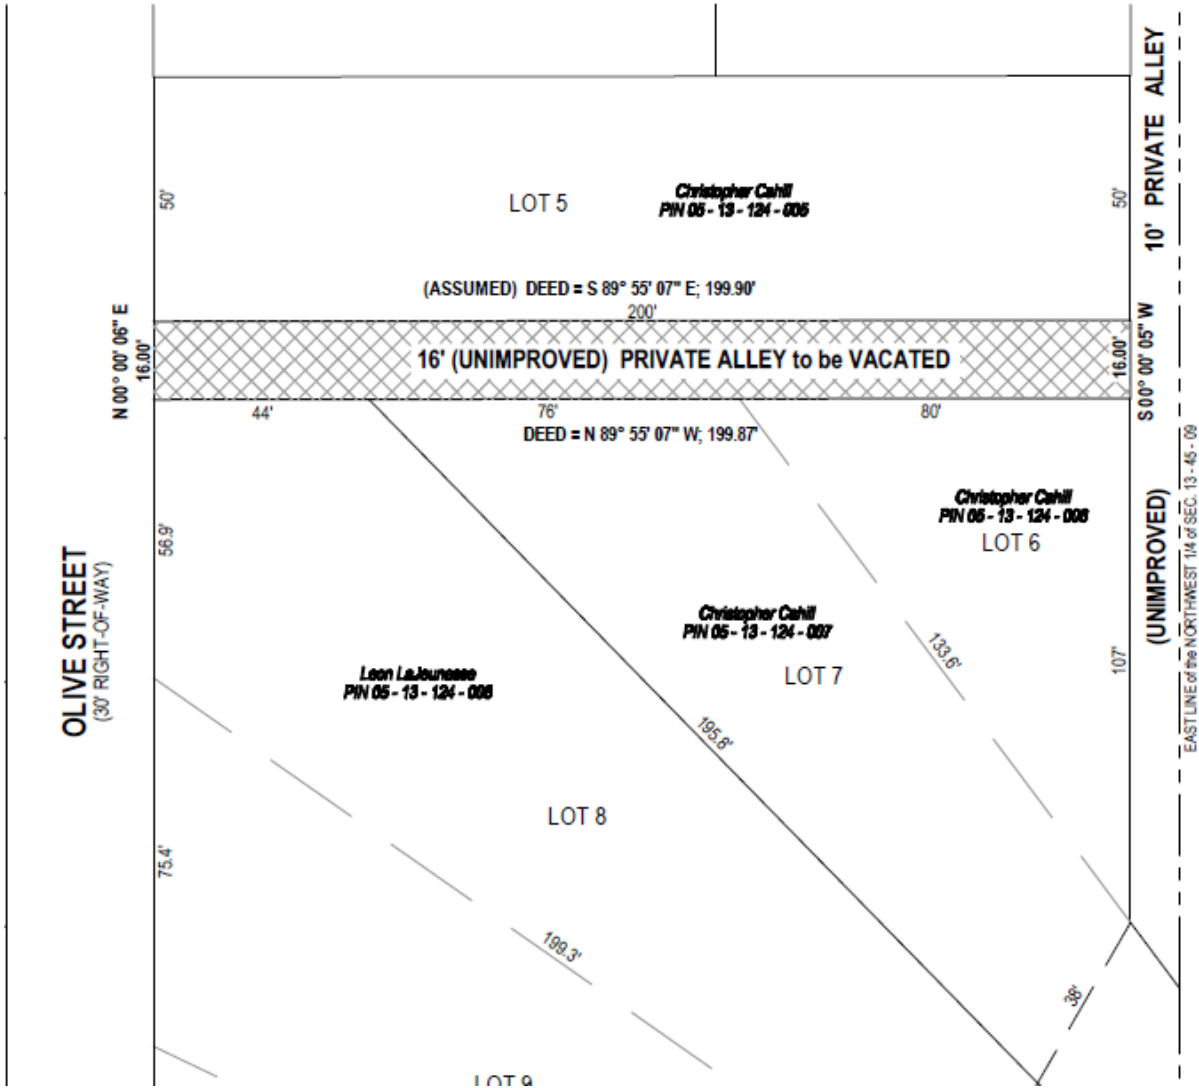 10' PRIVATE ALLEY
50'
LOT 5
Christopher Cahill
PIN 05 - 13 - 124 - 005
50'
(ASSUMED) DEED = S 89° 55' 07" E; 199.90'
200'
N 00° 00' 06" E
16.00'
16' (UNIMPROVED) PRIVATE ALLEY to be VACATED
16.00'
S 00° 00' 05" W
44'
76'
80'
DEED = N 89° 55' 07" W; 199.87'
EAST LINE of the NORTHWEST 1/4 of SEC. 13 - 45 - 09
(UNIMPROVED)
Christopher Cahill
PIN 05 - 13 - 124 - 006
LOT 6
56.9'
OLIVE STREET
(30' RIGHT-OF-WAY)
Christopher Cahill
PIN 05 - 13 - 124 - 007
LOT 7
133.6'
107'
Leon LaJeunesse
PIN 05 - 13 - 124 - 008
195.8'
LOT 8
75.4'
199.3'
38'
LOT 9